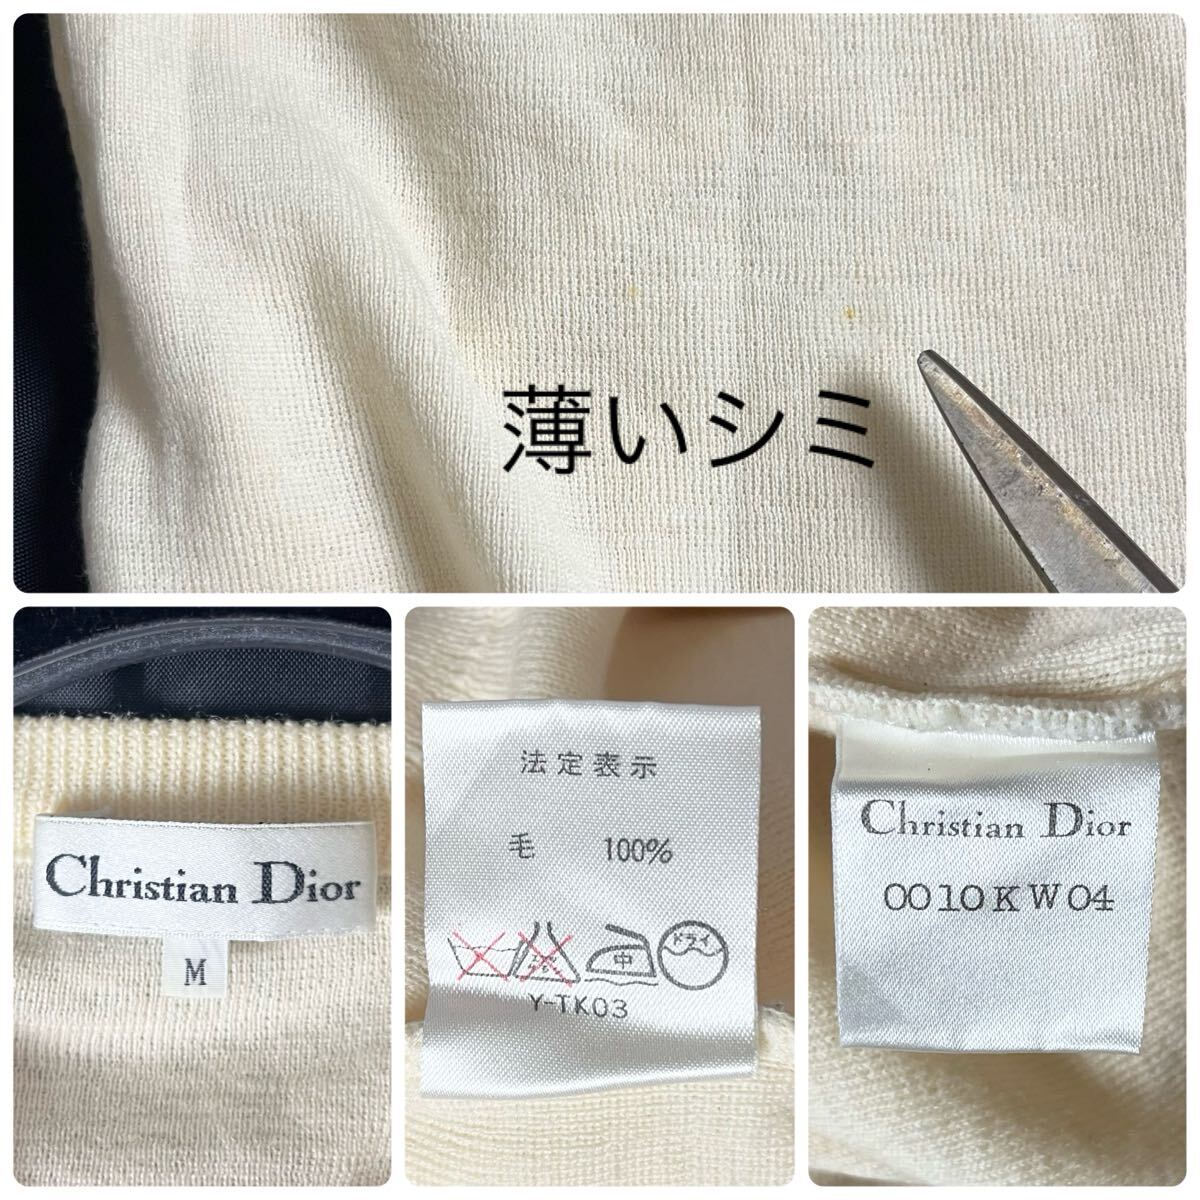 薄いシミ
Christian Dior
M
法定表示
毛 100%
中 ドライ
Y-TK03
Christian Dior
0010KW04